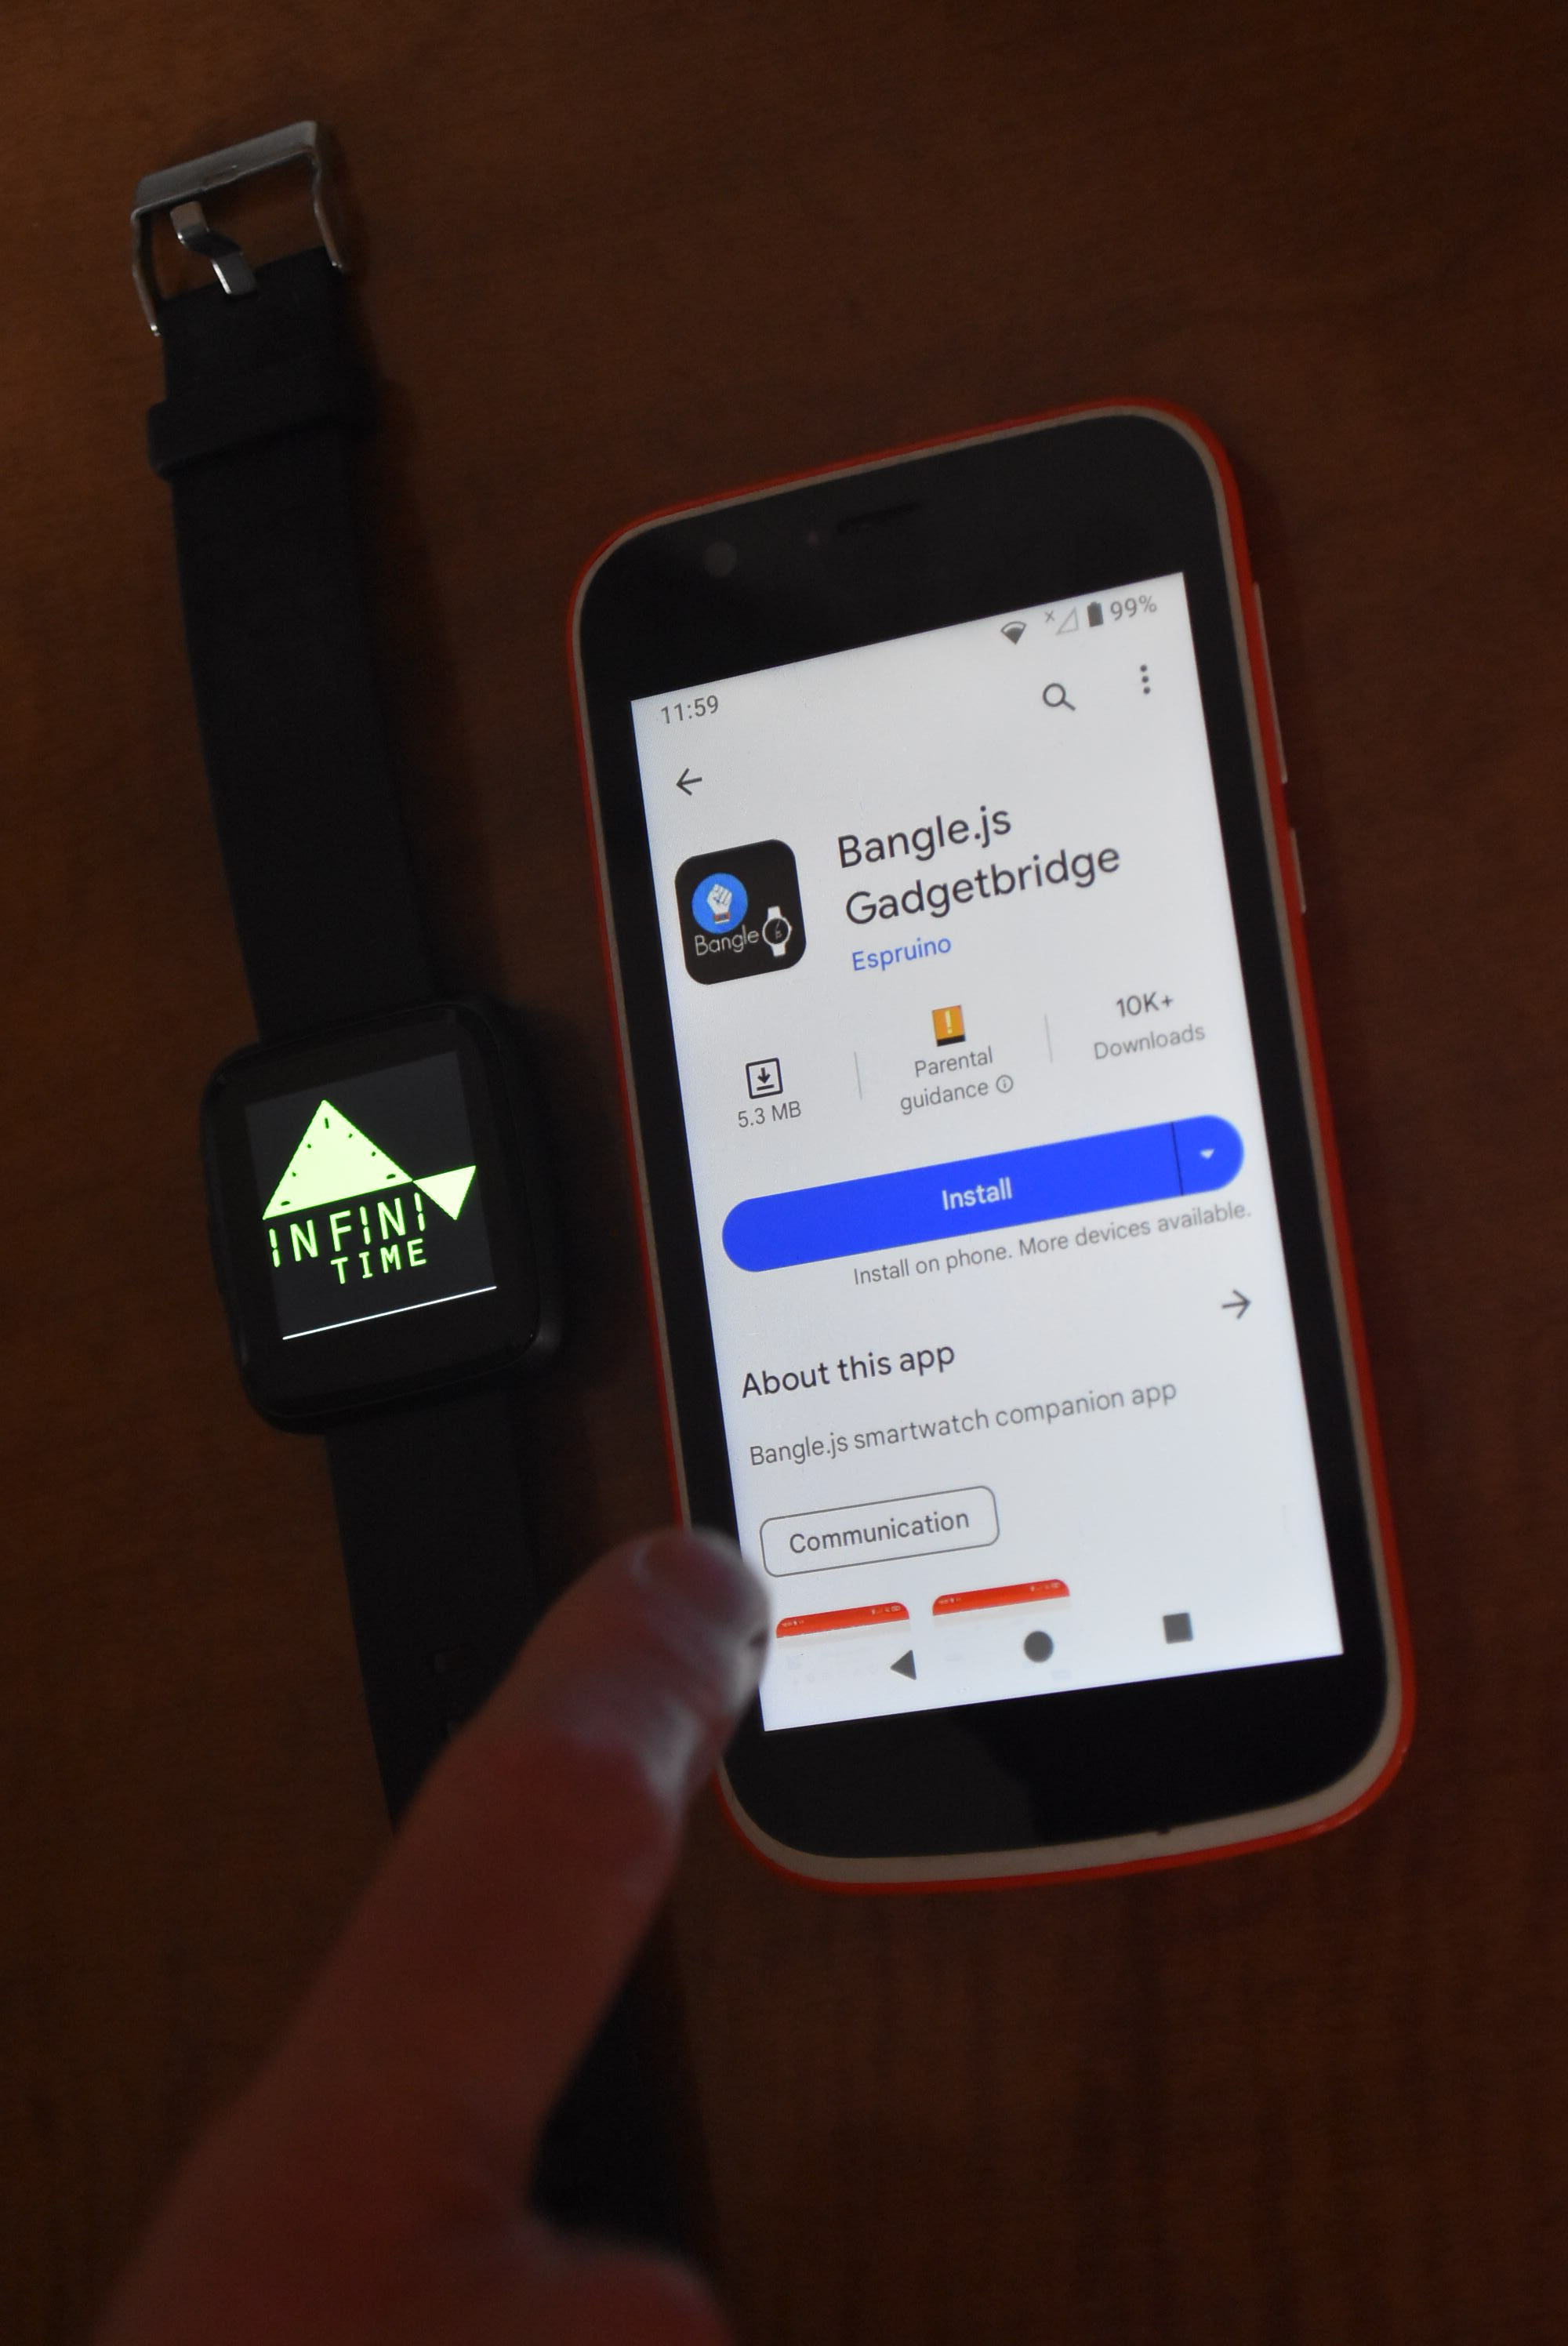 99%
11:59
Bangle.js
Gadgetbridge
Espruino
Bangle
5.3 MB
Parental
guidance
10K+
Downloads
Install
Install on phone. More devices available.
About this app
Bangle.js smartwatch companion app
Communication
INFINI
TIME